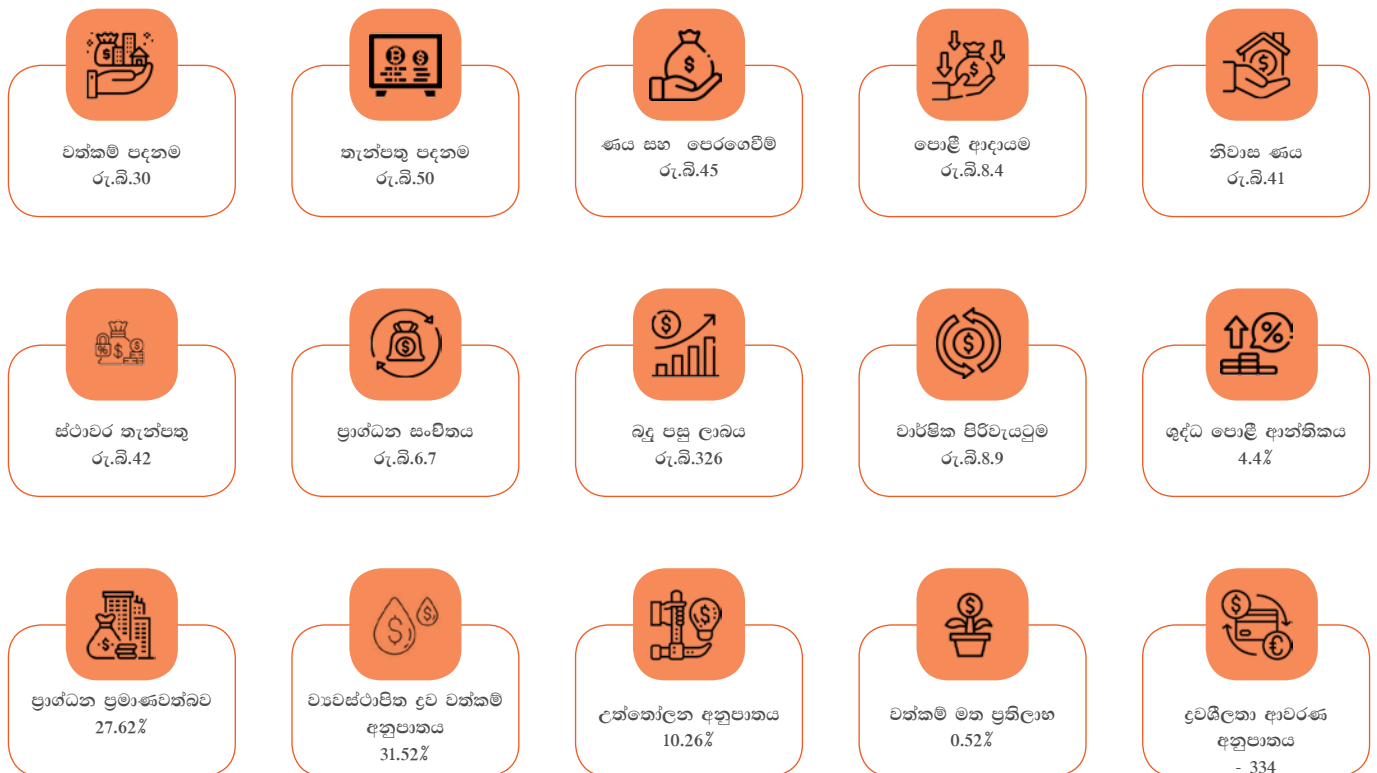 වත්කම් පදනම
රු.බි.30
තැන්පතු පදනම
රු.බි.50
ණය සහ පෙරගෙවීම්
රු.බි.45
පොළී ආදායම
රු.බි.8.4
නිවාස ණය
රු.බි.41
ස්ථාවර තැන්පතු
රු.බි.42
ප්‍රාග්ධන සංචිතය
රු.බි.6.7
බදු පසු ලාබය
රු.බි.326
වාර්ෂික පිරිවැයටුම
රු.බි.8.9
ශුද්ධ පොළී ආන්තිකය
4.4%
ප්‍රාග්ධන ප්‍රමාණවත්බව
27.62%
ව්‍යවස්ථාපිත ද්‍රව වත්කම්
අනුපාතය
31.52%
උත්තෝලන අනුපාතය
10.26%
වත්කම් මත ප්‍රතිලාභ
0.52%
ද්‍රවශීලතා ආවරණ
අනුපාතය
- 334